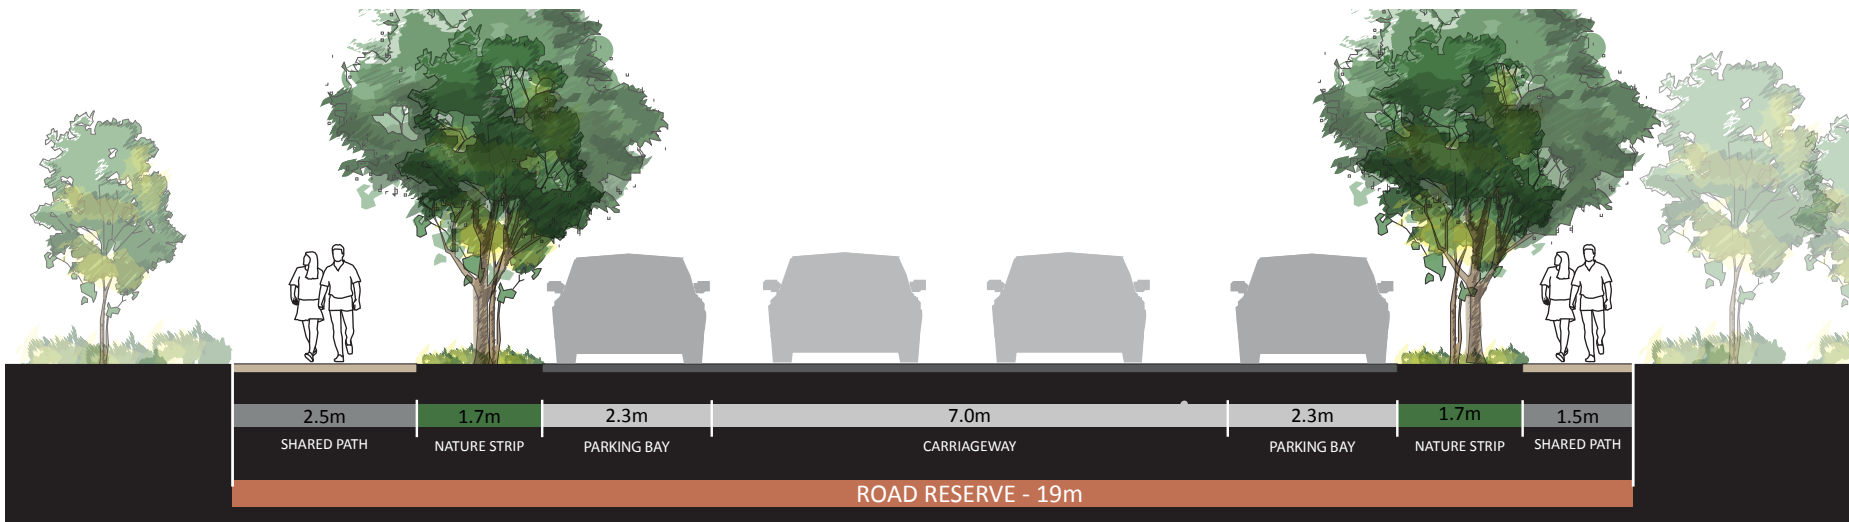 2.5m 1.7m 2.3m 7.0m 2.3m 1.7m 1.5m
SHARED PATH NATURE STRIP PARKING BAY CARRIAGEWAY PARKING BAY NATURE STRIP SHARED PATH
ROAD RESERVE - 19m